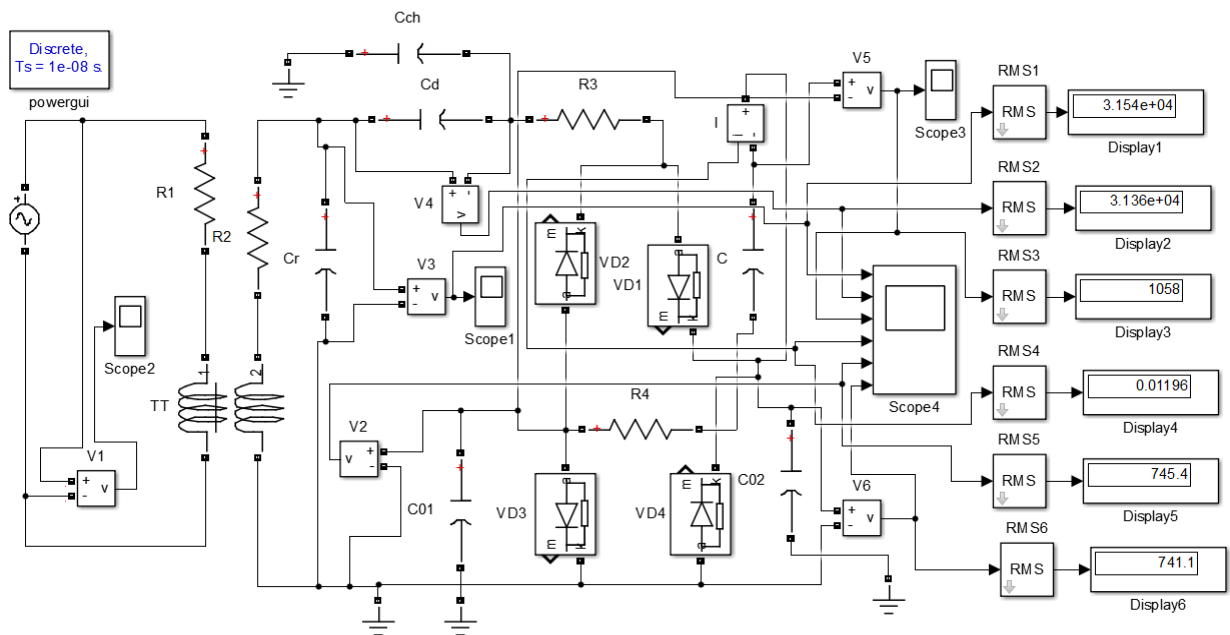 Discrete,
Ts = 1e-08 s.
powergui
Cch
Cd
R3
V5
Scope3
I
RMS1
RMS
3.154e+04
Display1
R1
R2
Cr
V4
V3
Scope1
VD2
VD1
C
RMS2
RMS
3.136e+04
Display2
RMS3
RMS
1058
Display3
Scope2
TT
1
2
V1
V2
C01
R4
VD3
VD4
C02
V6
Scope4
RMS4
RMS
0.01196
Display4
RMS5
RMS
745.4
Display5
RMS6
RMS
741.1
Display6
v
v
v
v
v
v
i
m
k
a
m
k
a
m
k
a
m
k
a